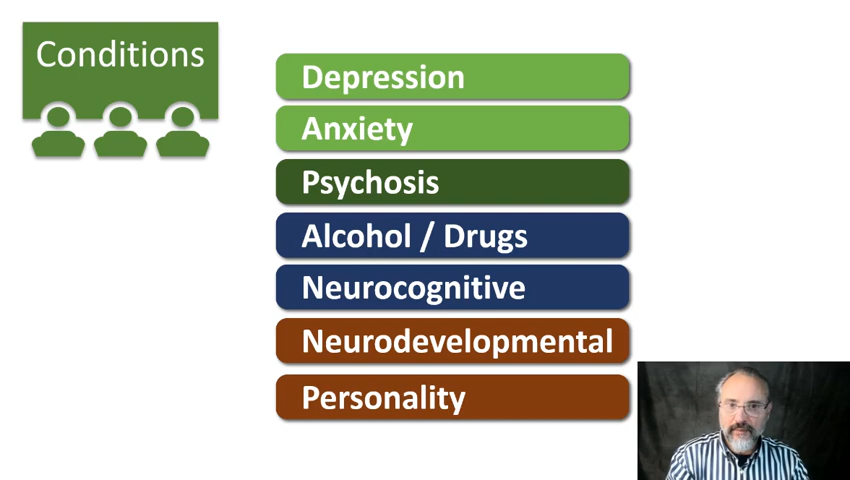 Conditions
Depression
Anxiety
Psychosis
Alcohol / Drugs
Neurocognitive
Neurodevelopmental
Personality